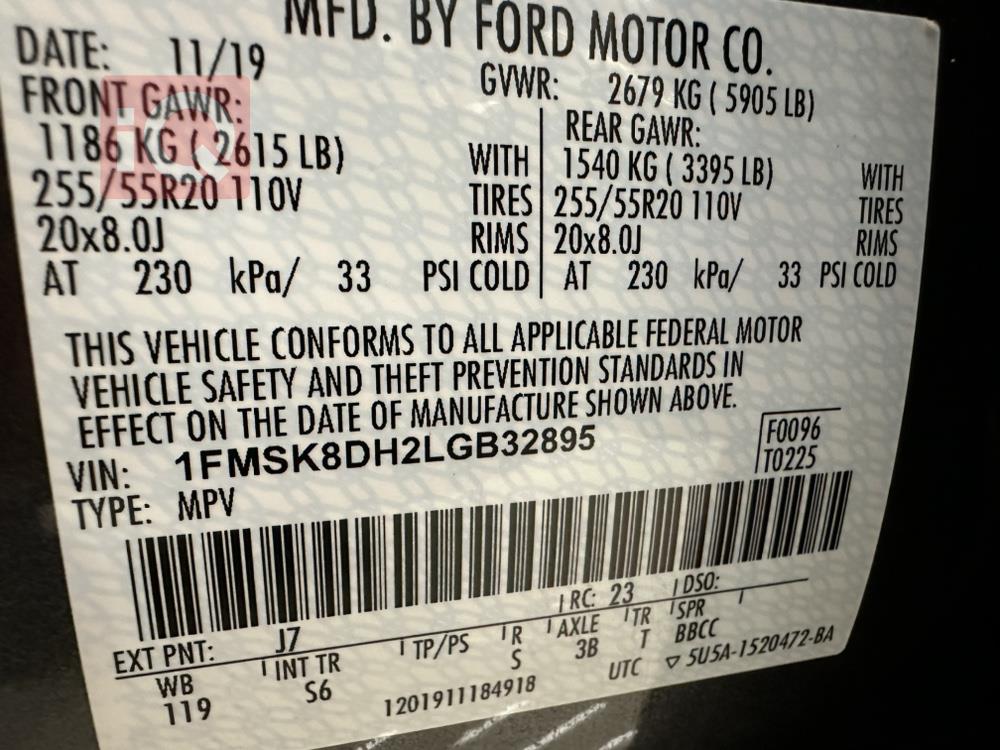 MFD. BY FORD MOTOR CO.
DATE: 11/19 GVWR: 2679 KG ( 5905 LB)
FRONT GAWR: REAR GAWR:
1186 KG ( 2615 LB) WITH 1540 KG ( 3395 LB) WITH
255/55R20 110V TIRES 255/55R20 110V TIRES
20x8.0J RIMS 20x8.0J RIMS
AT 230 kPa/ 33 PSI COLD AT 230 kPa/ 33 PSI COLD
THIS VEHICLE CONFORMS TO ALL APPLICABLE FEDERAL MOTOR
VEHICLE SAFETY AND THEFT PREVENTION STANDARDS IN
EFFECT ON THE DATE OF MANUFACTURE SHOWN ABOVE.
VIN: 1FMSK8DH2LGB32895 F0096
TYPE: MPV T0225
EXT PNT: J7 RC: 23 DSO:
WB INT TR TP/PS R AXLE TR SPR
119 S6 S 3B T BBCC
1201911184918 UTC ▽ 5U5A-1520472-BA
iQ